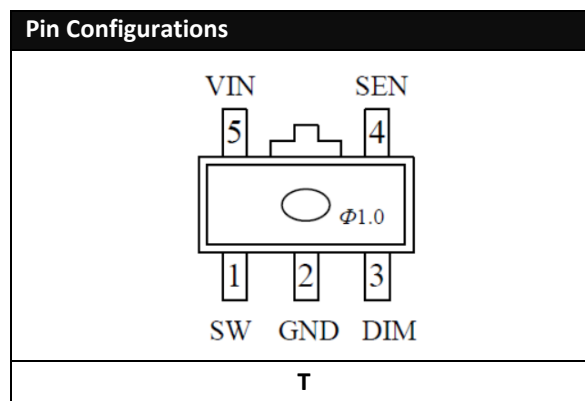 Pin Configurations
VIN SEN
5 4
Φ1.0
1 2 3
SW GND DIM
T